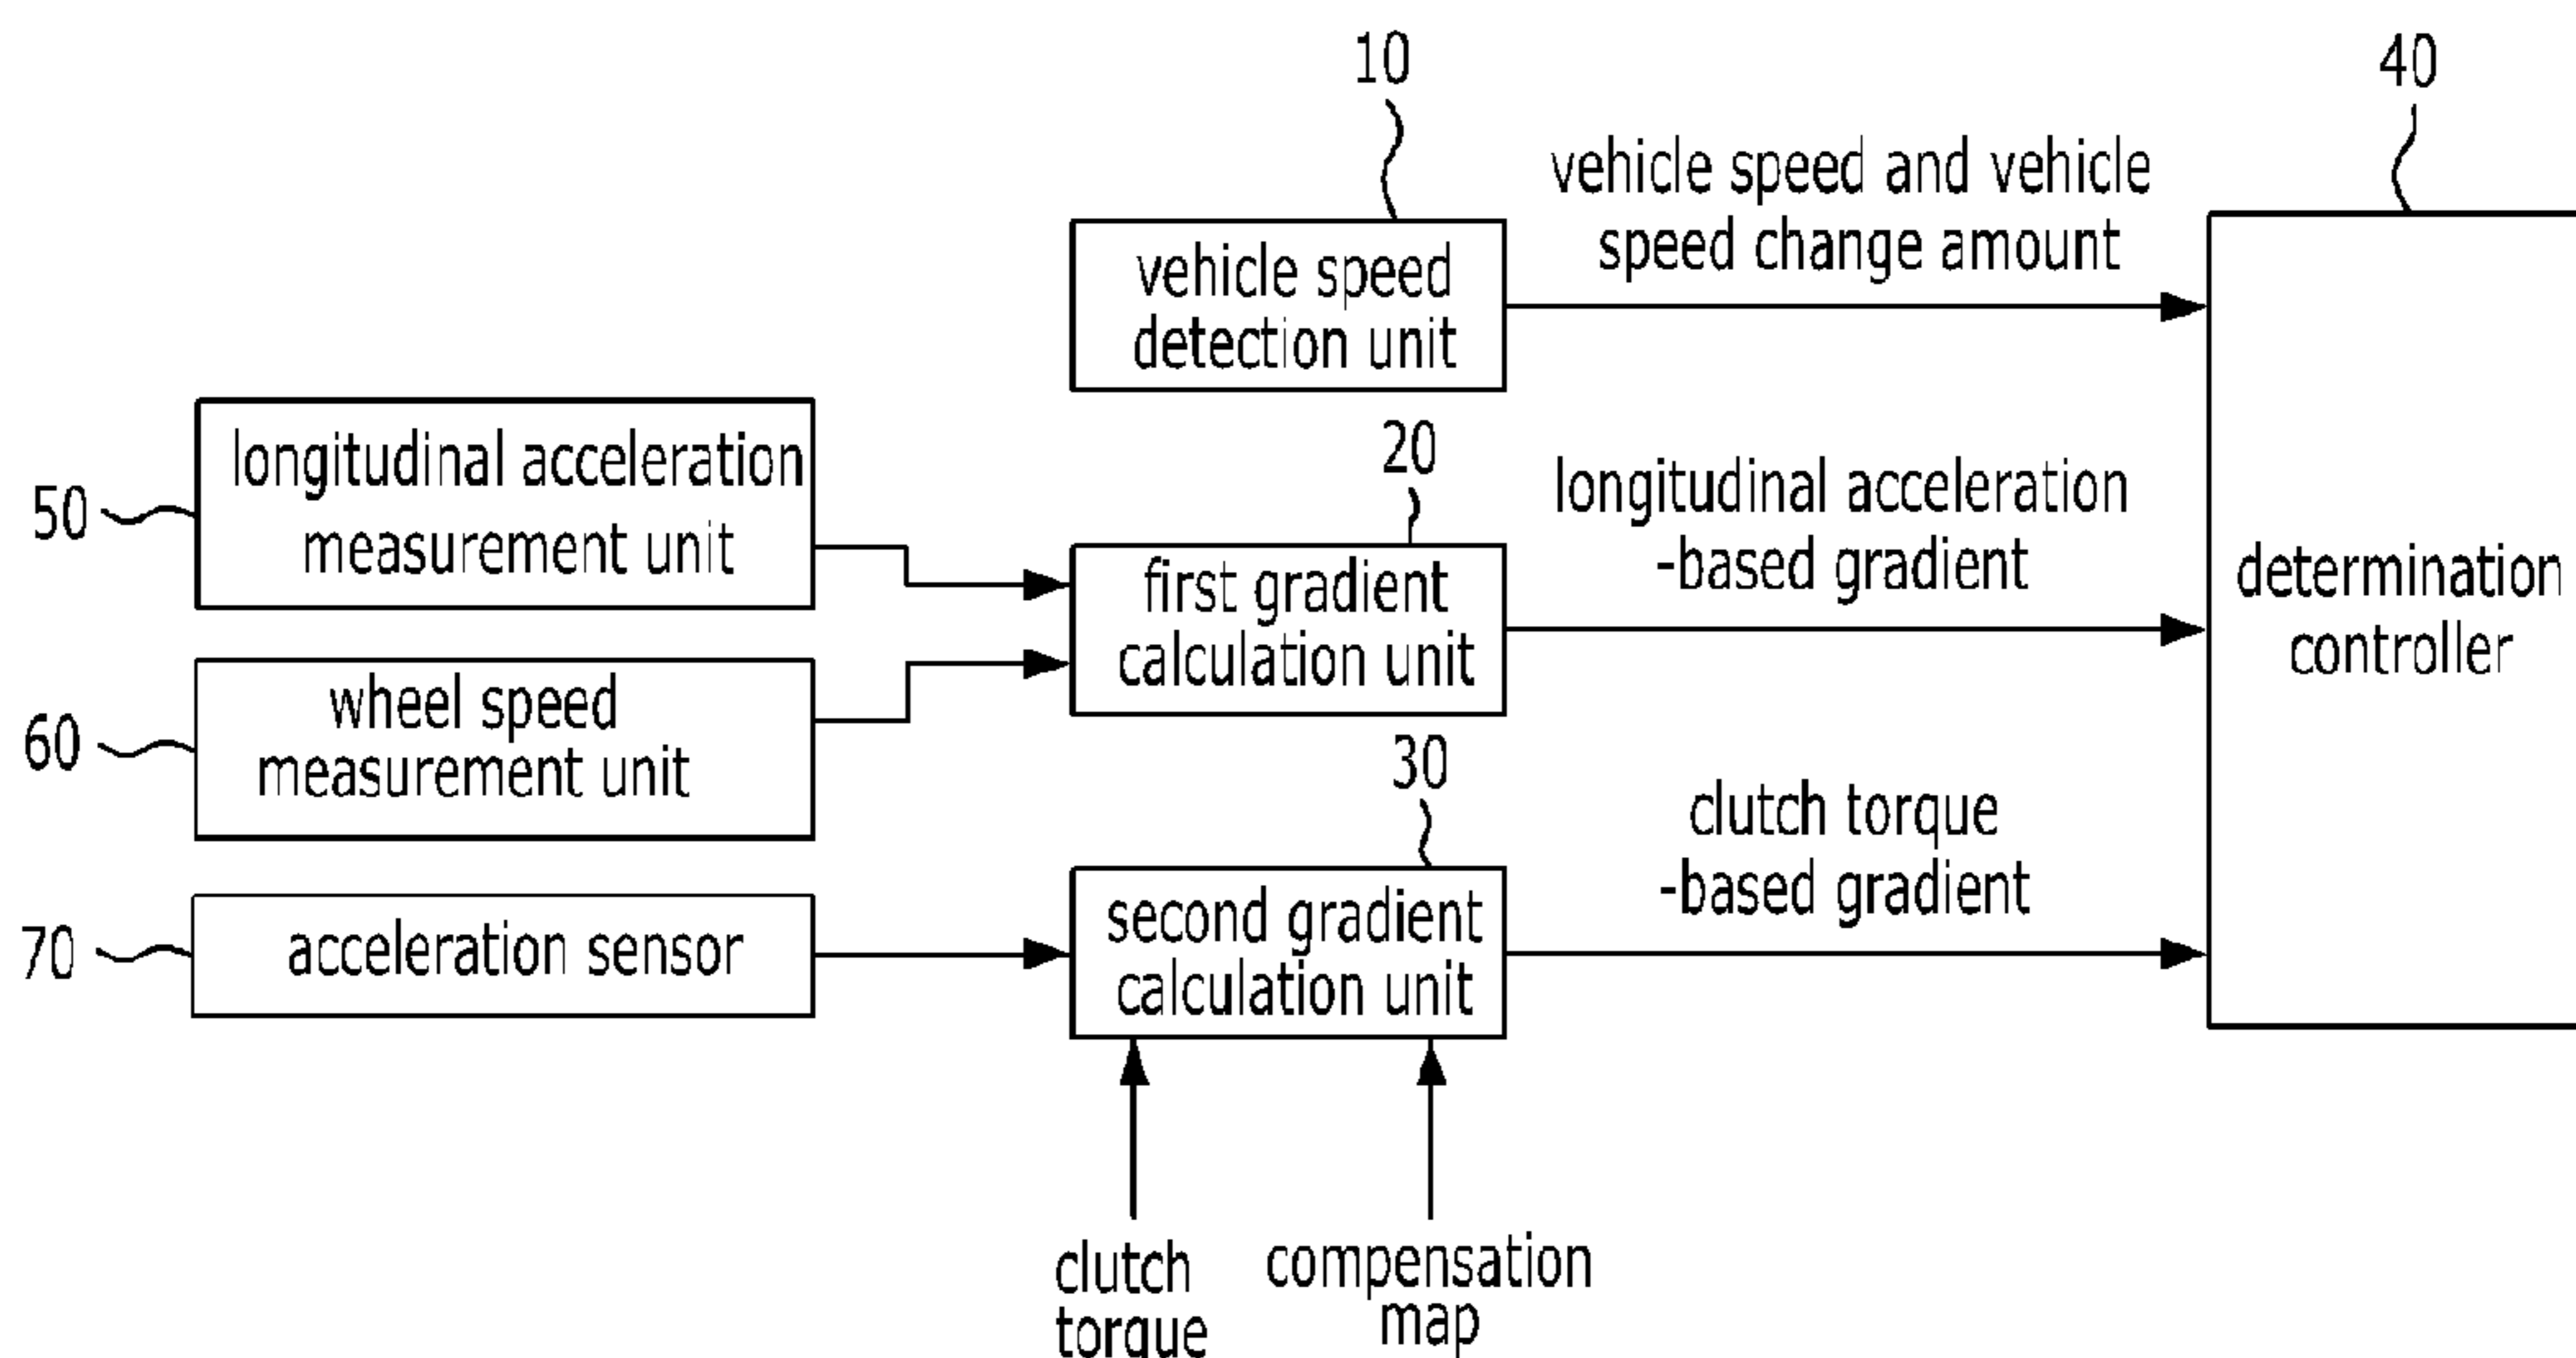 10
40
vehicle speed and vehicle
speed change amount
vehicle speed
detection unit
50
longitudinal acceleration
measurement unit
20
first gradient
calculation unit
longitudinal acceleration
-based gradient
determination
controller
60
wheel speed
measurement unit
30
clutch torque
-based gradient
70
acceleration sensor
second gradient
calculation unit
clutch
torque
compensation
map